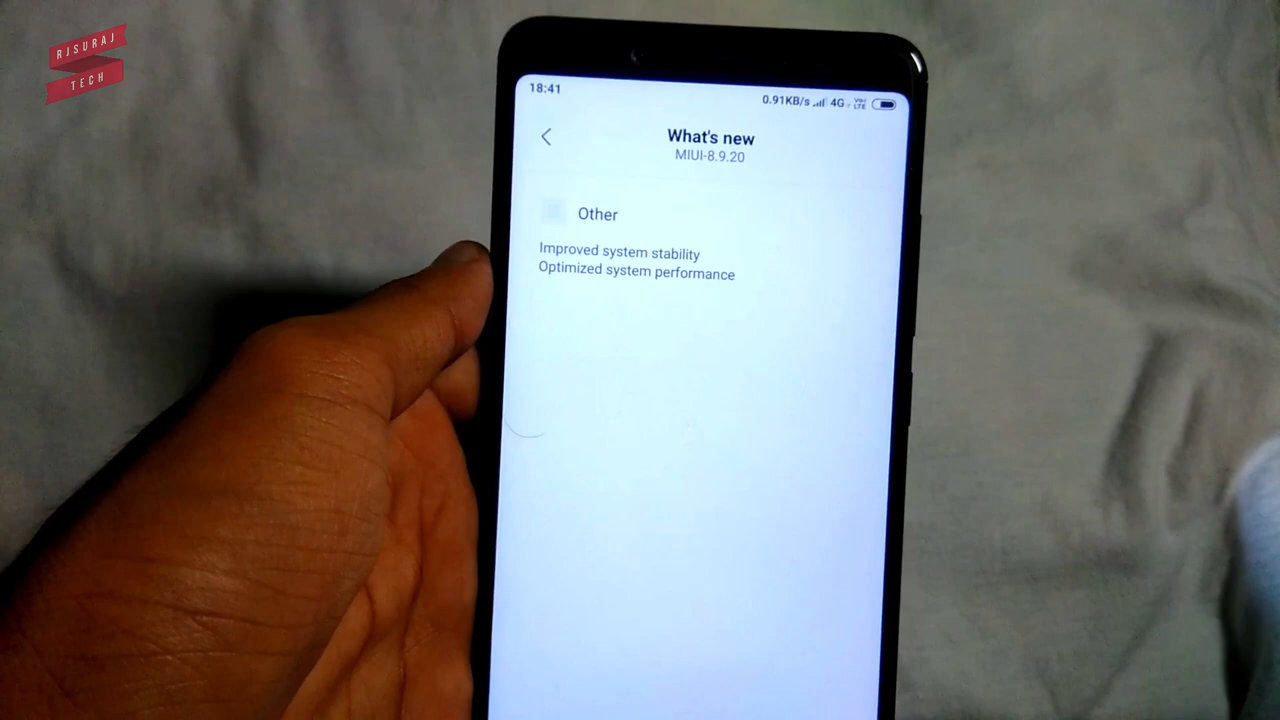 RJSURAJ
TECH
18:41
0.91KB/s 4G VoLTE
What's new
MIUI-8.9.20
Other
Improved system stability
Optimized system performance